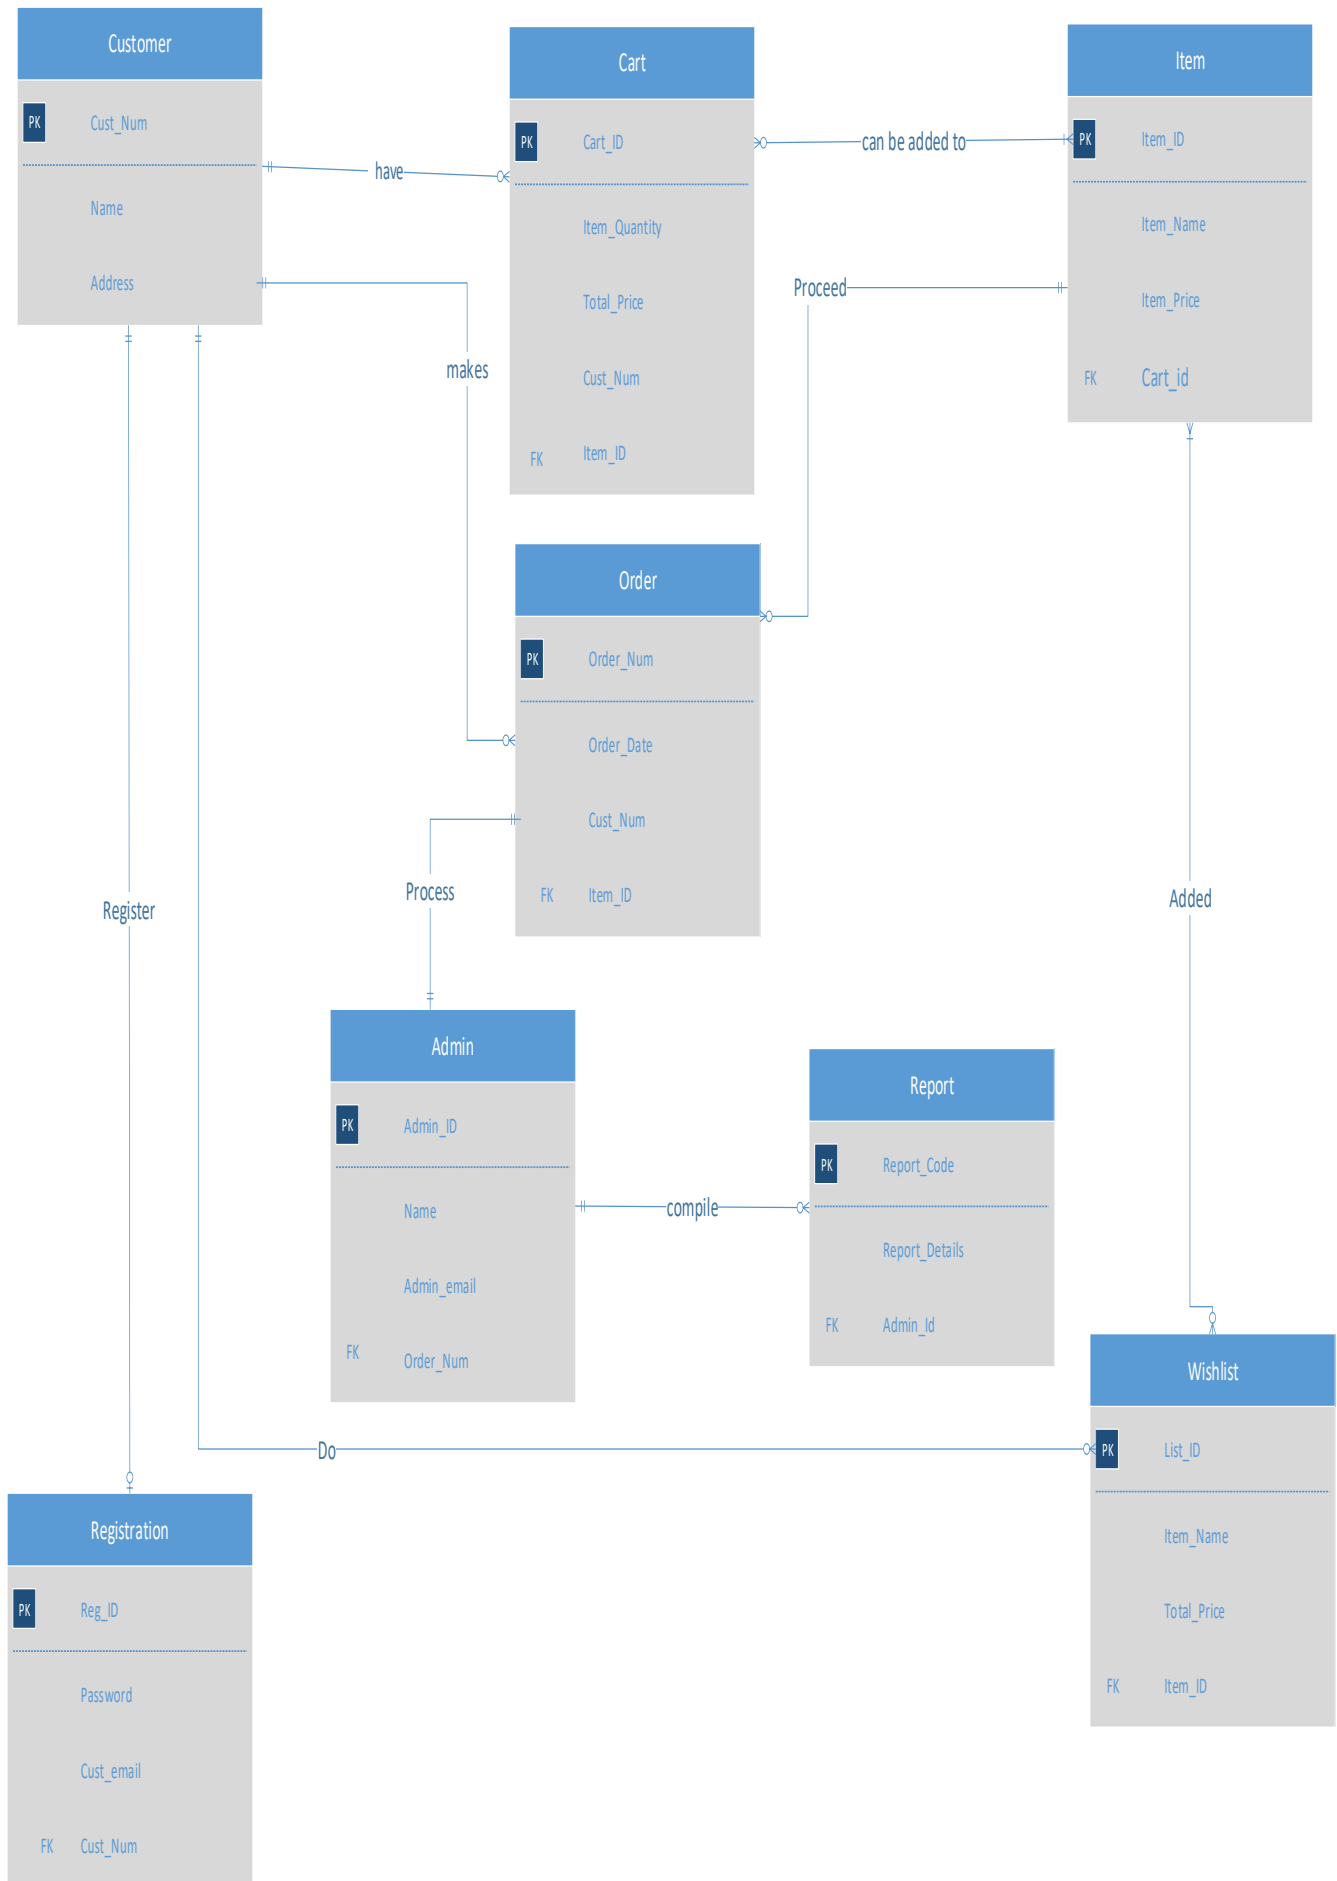 Customer
PK Cust_Num
Name
Address
have
Cart
PK Cart_ID
Item_Quantity
Total_Price
Cust_Num
FK Item_ID
can be added to
Item
PK Item_ID
Item_Name
Item_Price
FK Cart_id
Proceed
makes
Order
PK Order_Num
Order_Date
Cust_Num
FK Item_ID
Process
Register
Added
Admin
PK Admin_ID
Name
Admin_email
FK Order_Num
compile
Report
PK Report_Code
Report_Details
FK Admin_Id
Do
Wishlist
PK List_ID
Item_Name
Total_Price
FK Item_ID
Registration
PK Reg_ID
Password
Cust_email
FK Cust_Num